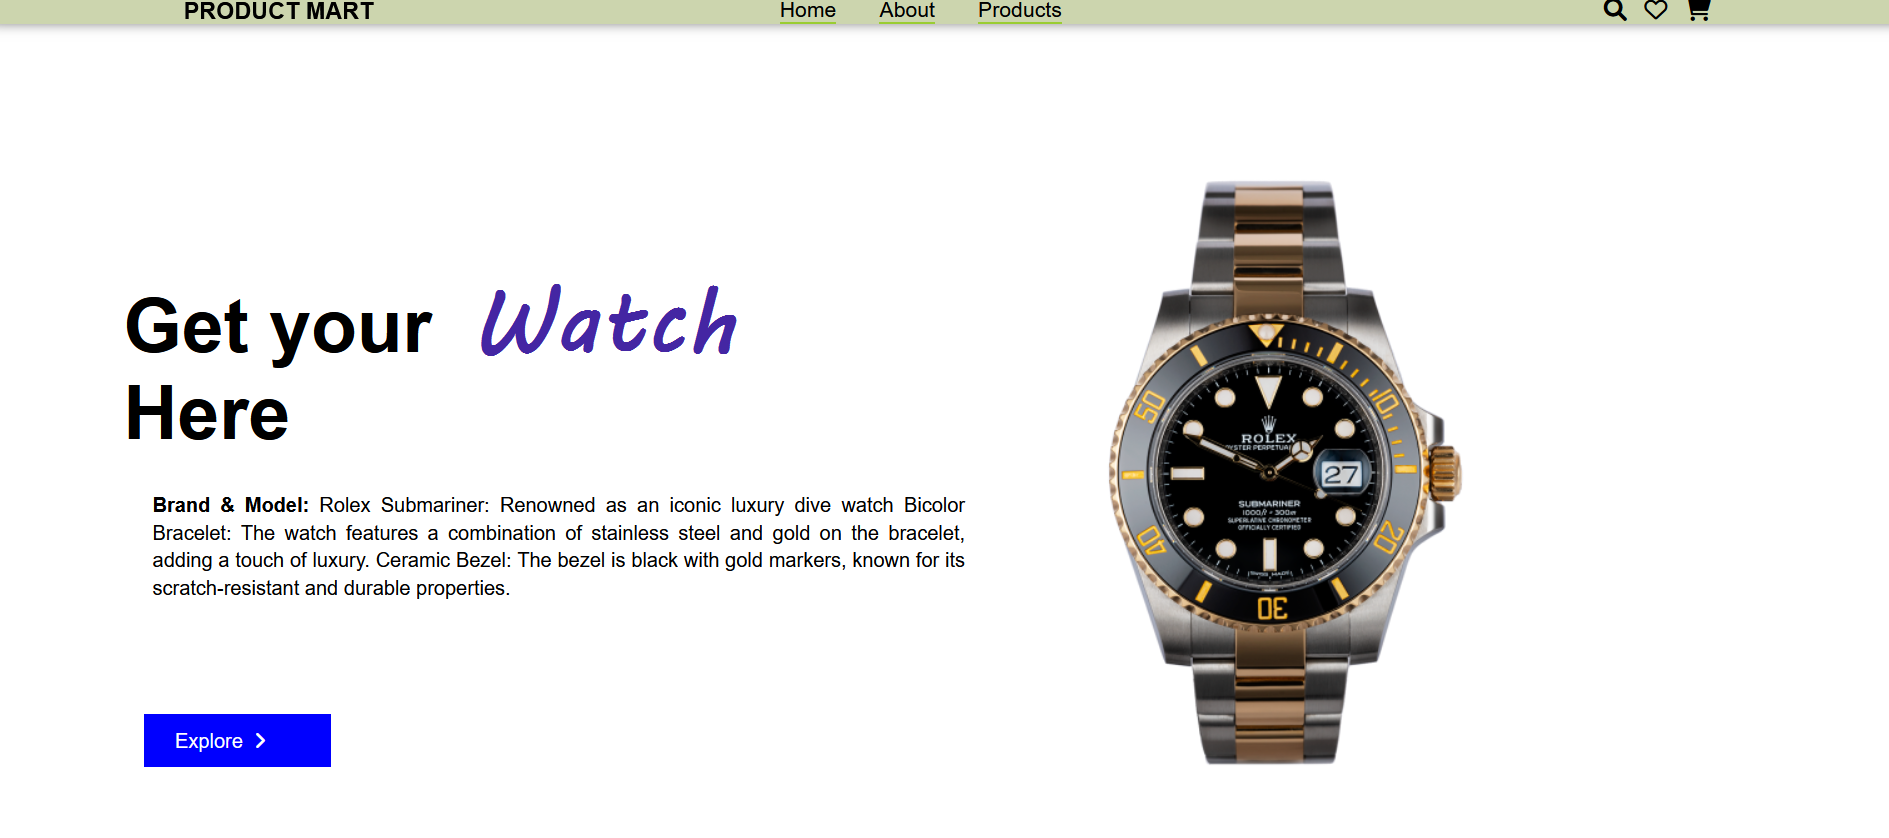 PRODUCT MART
Home About Products
Get your Watch
Here
Brand & Model: Rolex Submariner: Renowned as an iconic luxury dive watch Bicolor
Bracelet: The watch features a combination of stainless steel and gold on the bracelet,
adding a touch of luxury. Ceramic Bezel: The bezel is black with gold markers, known for its
scratch-resistant and durable properties.
Explore
10
20
30
40
50
ROLEX
OYSTER PERPETUAL
27
SUBMARINER
1000ft = 300m
SUPERLATIVE CHRONOMETER
OFFICIALLY CERTIFIED
SWISS MADE